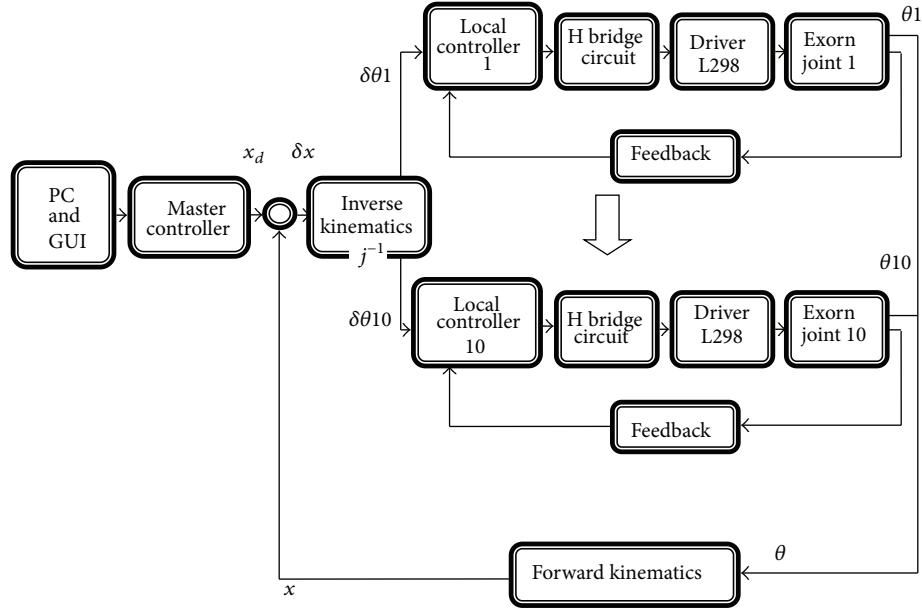 θ1
Local
controller
1
H bridge
circuit
Driver
L298
Exorn
joint 1
δθ1
Feedback
x_d
δx
PC
and
GUI
Master
controller
Inverse
kinematics
j⁻¹
θ10
δθ10
Local
controller
10
H bridge
circuit
Driver
L298
Exorn
joint 10
Feedback
Forward kinematics
θ
x